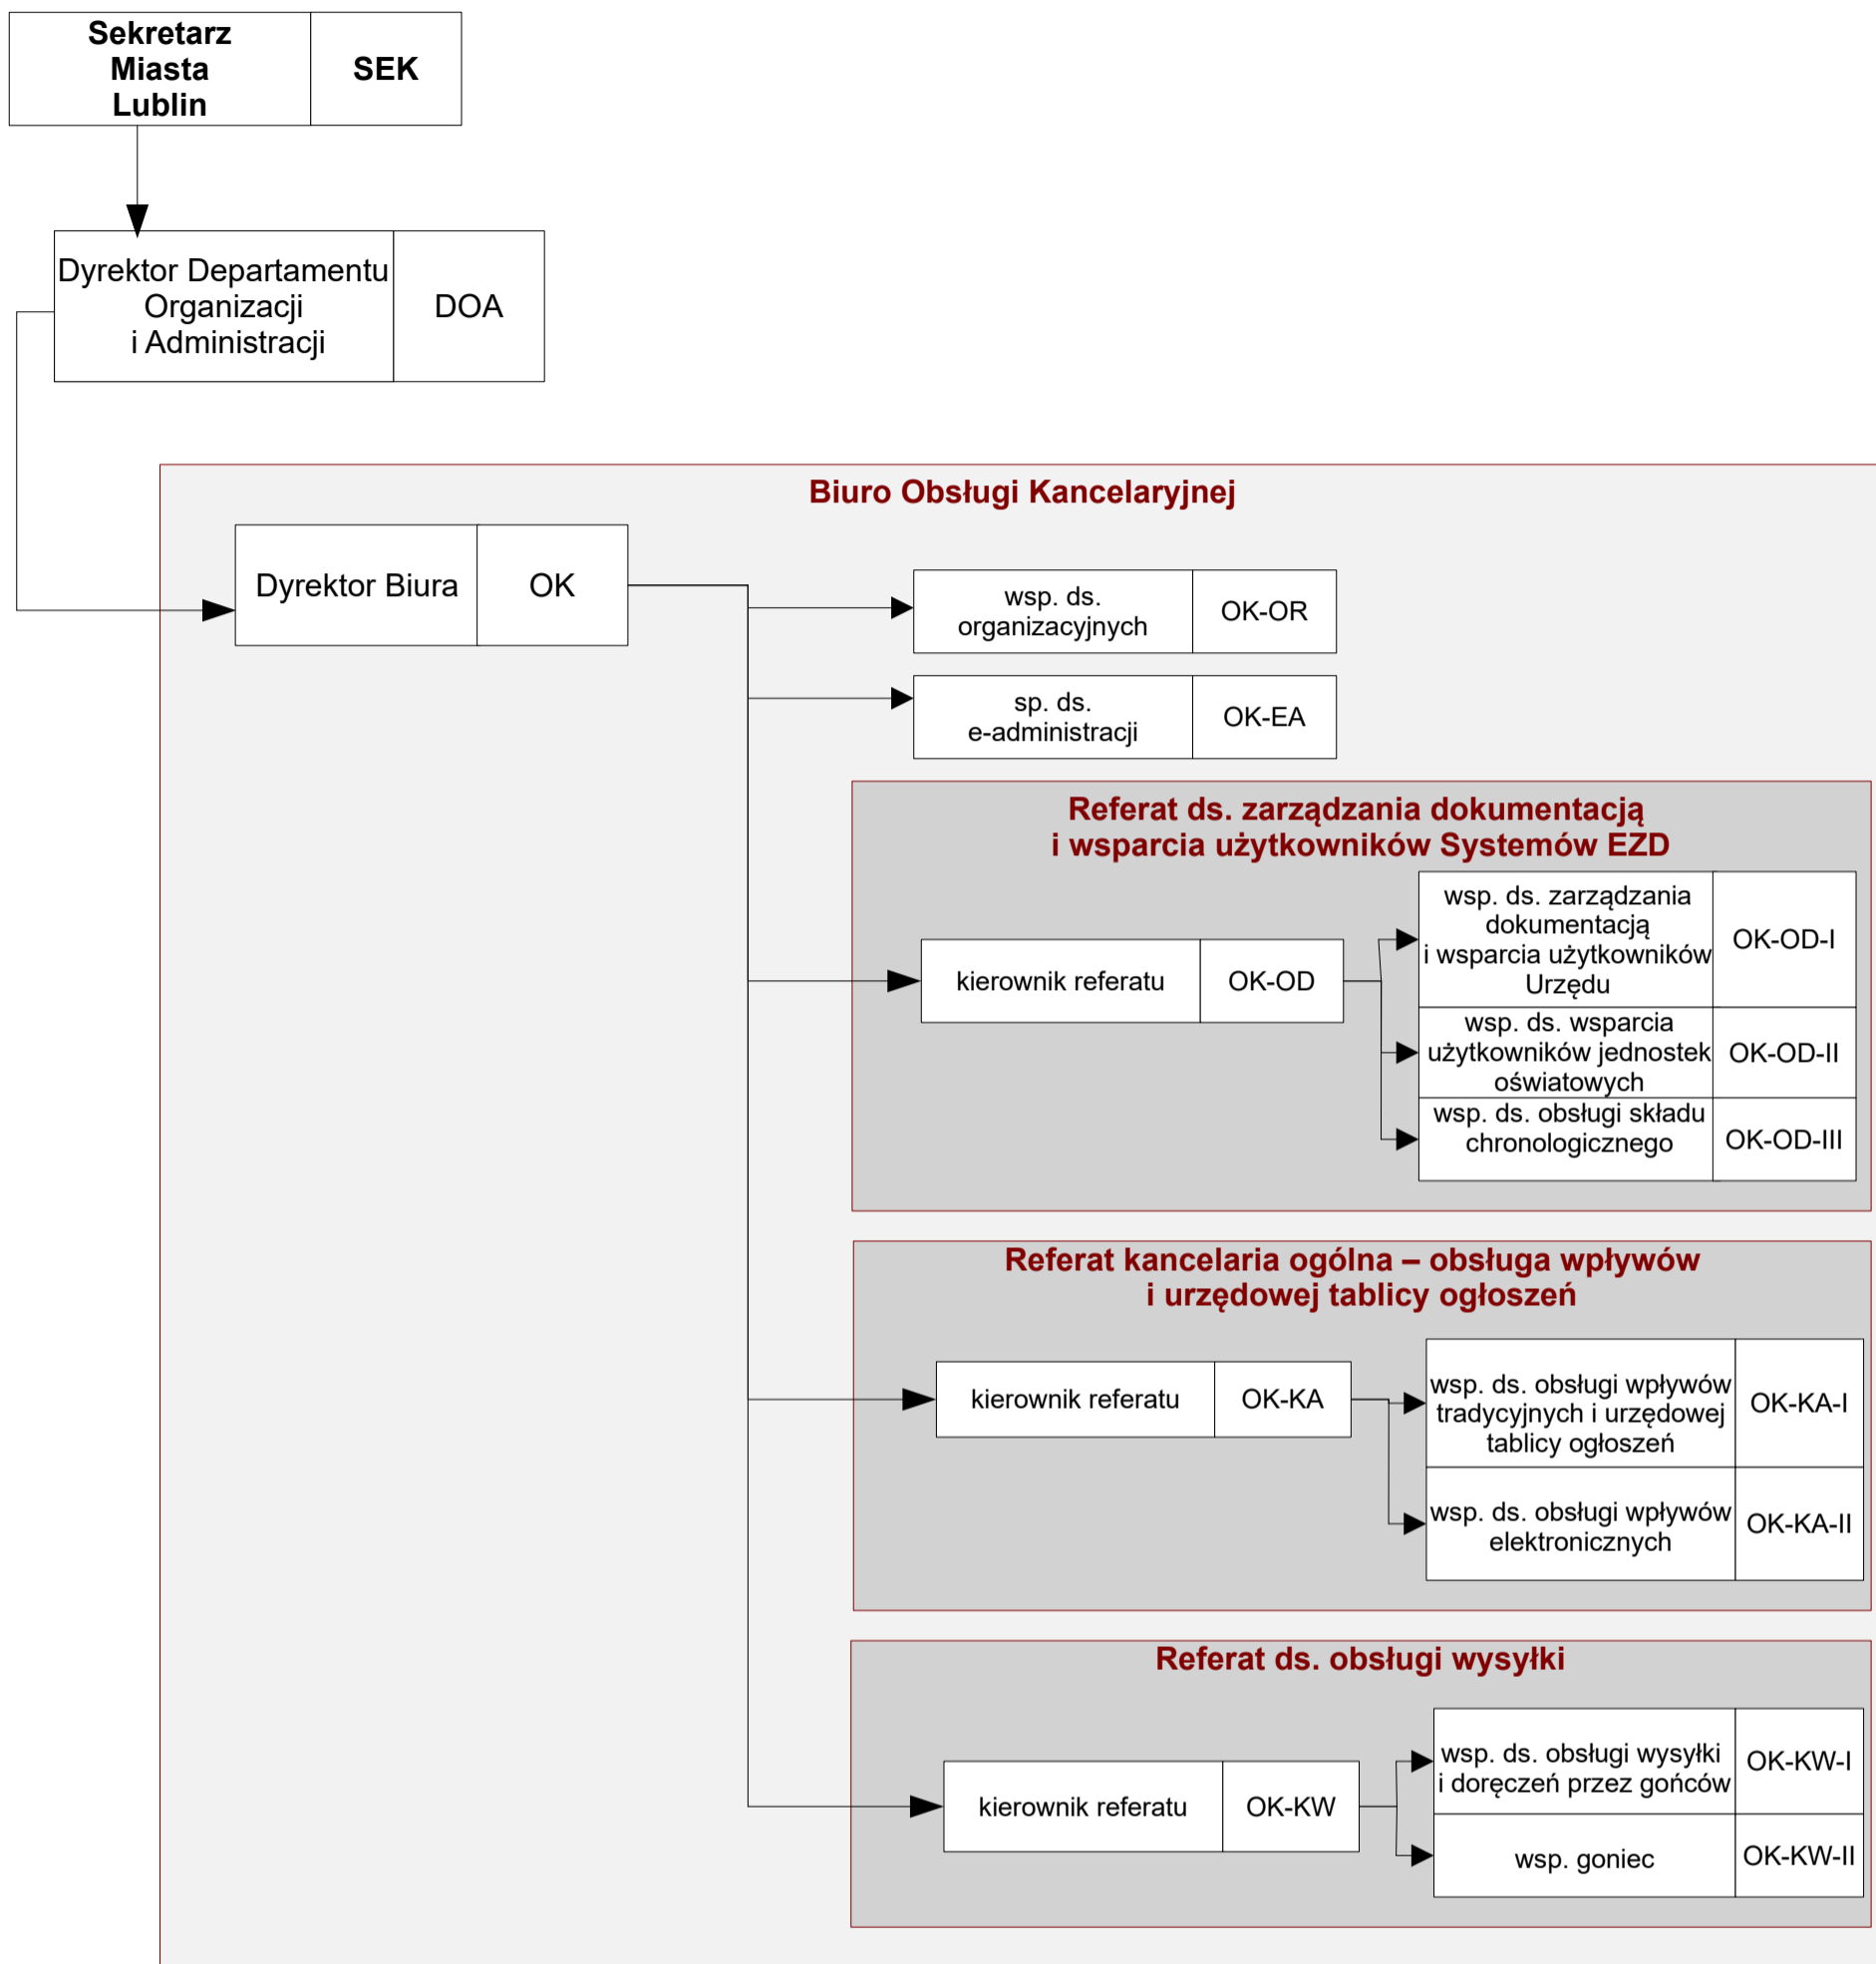 Sekretarz
Miasta
Lublin
SEK
Dyrektor Departamentu
Organizacji
i Administracji
DOA
Biuro Obsługi Kancelaryjnej
Dyrektor Biura
OK
wsp. ds.
organizacyjnych
OK-OR
sp. ds.
e-administracji
OK-EA
Referat ds. zarządzania dokumentacją
i wsparcia użytkowników Systemów EZD
kierownik referatu
OK-OD
wsp. ds. zarządzania
dokumentacją
i wsparcia użytkowników
Urzędu
OK-OD-I
wsp. ds. wsparcia
użytkowników jednostek
oświatowych
OK-OD-II
wsp. ds. obsługi składu
chronologicznego
OK-OD-III
Referat kancelaria ogólna – obsługa wpływów
i urzędowej tablicy ogłoszeń
kierownik referatu
OK-KA
wsp. ds. obsługi wpływów
tradycyjnych i urzędowej
tablicy ogłoszeń
OK-KA-I
wsp. ds. obsługi wpływów
elektronicznych
OK-KA-II
Referat ds. obsługi wysyłki
kierownik referatu
OK-KW
wsp. ds. obsługi wysyłki
i doręczeń przez gońców
OK-KW-I
wsp. goniec
OK-KW-II